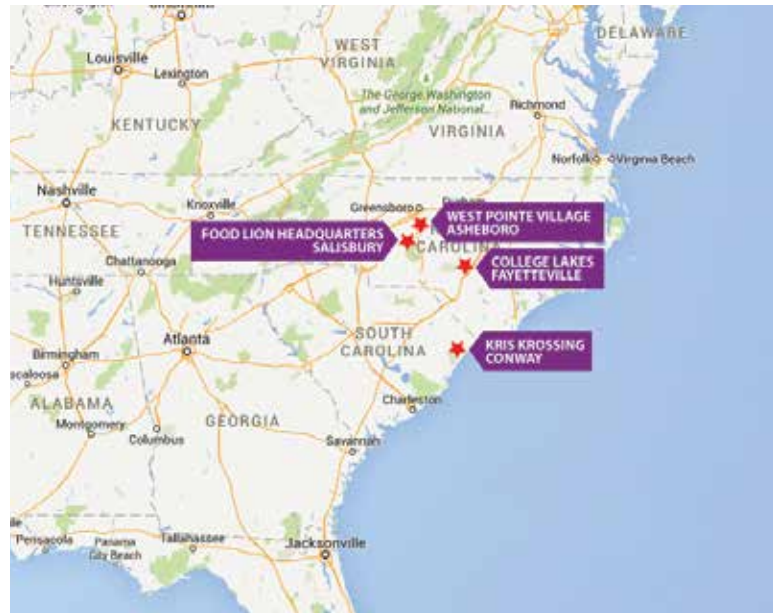 DELAWARE
WEST
VIRGINIA
Louisville
Lexington
The George Washington
and Jefferson National...
Richmond
KENTUCKY
VIRGINIA
Norfolk
Virginia Beach
Nashville
Knoxville
Greensboro
WEST POINTE VILLAGE
ASHEBORO
TENNESSEE
FOOD LION HEADQUARTERS
SALISBURY
CAROLINA
COLLEGE LAKES
FAYETTEVILLE
Chattanooga
Huntsville
Atlanta
SOUTH
CAROLINA
KRIS KROSSING
CONWAY
Birmingham
scaloosa
ALABAMA
Charleston
GEORGIA
Montgomery
Columbus
Savannah
Pensacola
Panama
City Beach
Tallahassee
Jacksonville